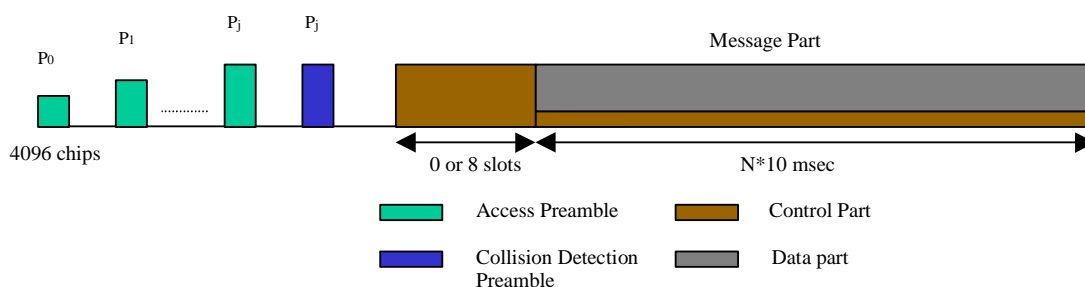 P0
P1
Pj
Pj
Message Part
.............
4096 chips
0 or 8 slots
N*10 msec
Access Preamble
Control Part
Collision Detection
Preamble
Data part